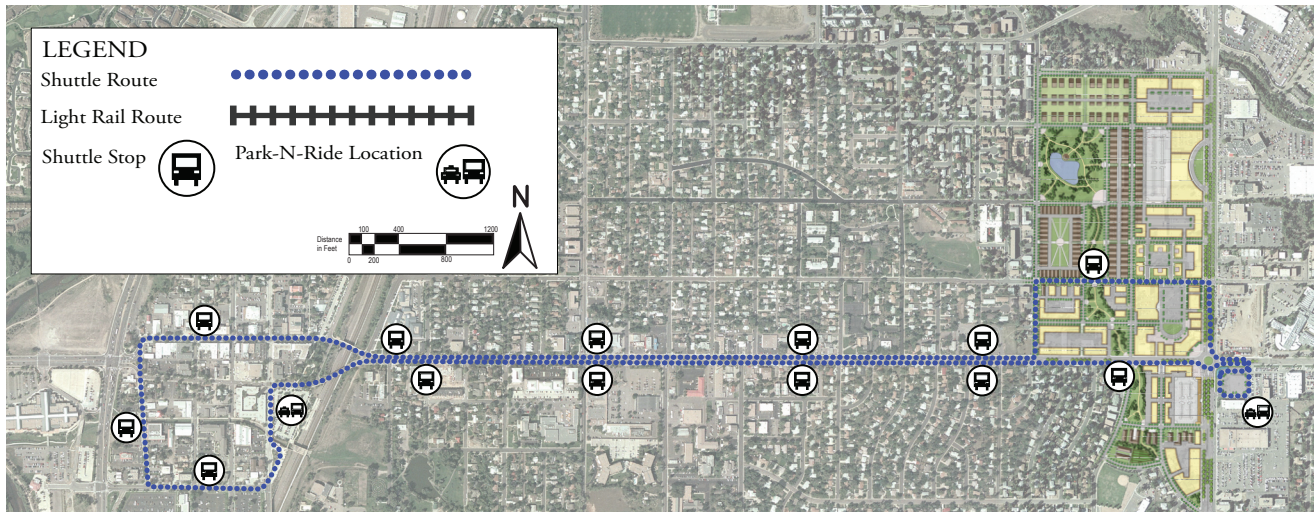 LEGEND
Shuttle Route
Light Rail Route
Shuttle Stop
Park-N-Ride Location
N
Distance
in Feet
100 400 1200
0 200 800